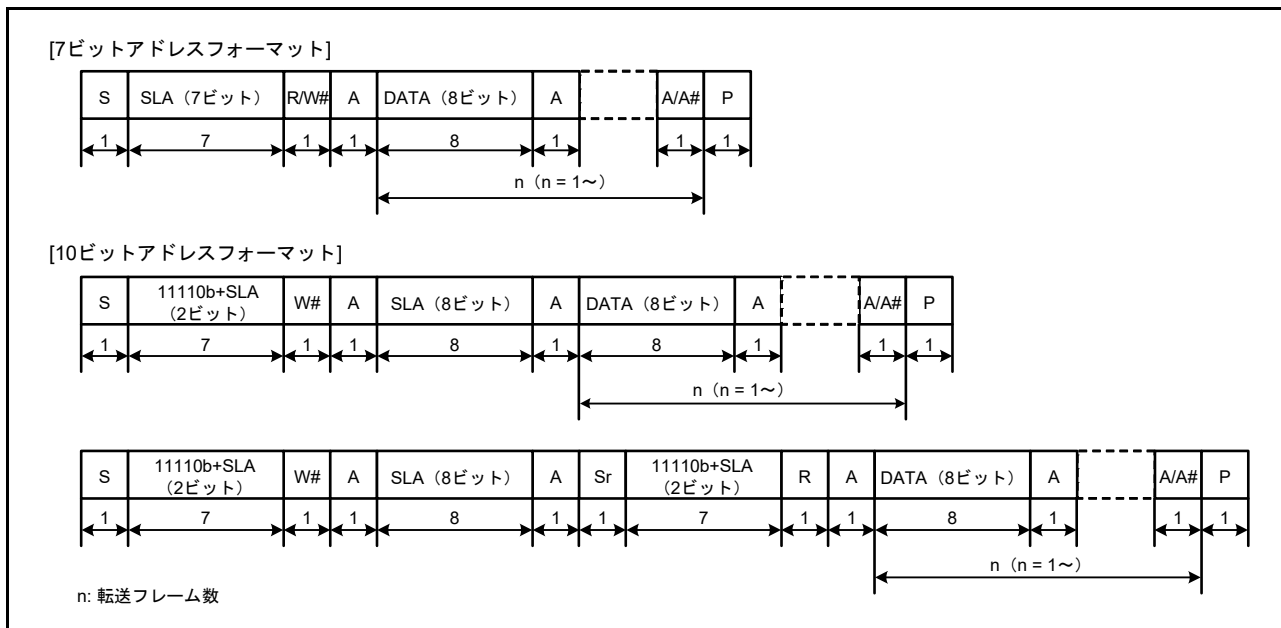 [7ビットアドレスフォーマット]
S SLA（7ビット） R/W# A DATA（8ビット） A A/A# P
1 7 1 1 8 1 1 1
n（n = 1～）
[10ビットアドレスフォーマット]
S 11110b+SLA（2ビット） W# A SLA（8ビット） A DATA（8ビット） A A/A# P
1 7 1 1 8 1 8 1 1 1
n（n = 1～）
S 11110b+SLA（2ビット） W# A SLA（8ビット） A Sr 11110b+SLA（2ビット） R A DATA（8ビット） A A/A# P
1 7 1 1 8 1 1 7 1 1 8 1 1 1
n（n = 1～）
n: 転送フレーム数